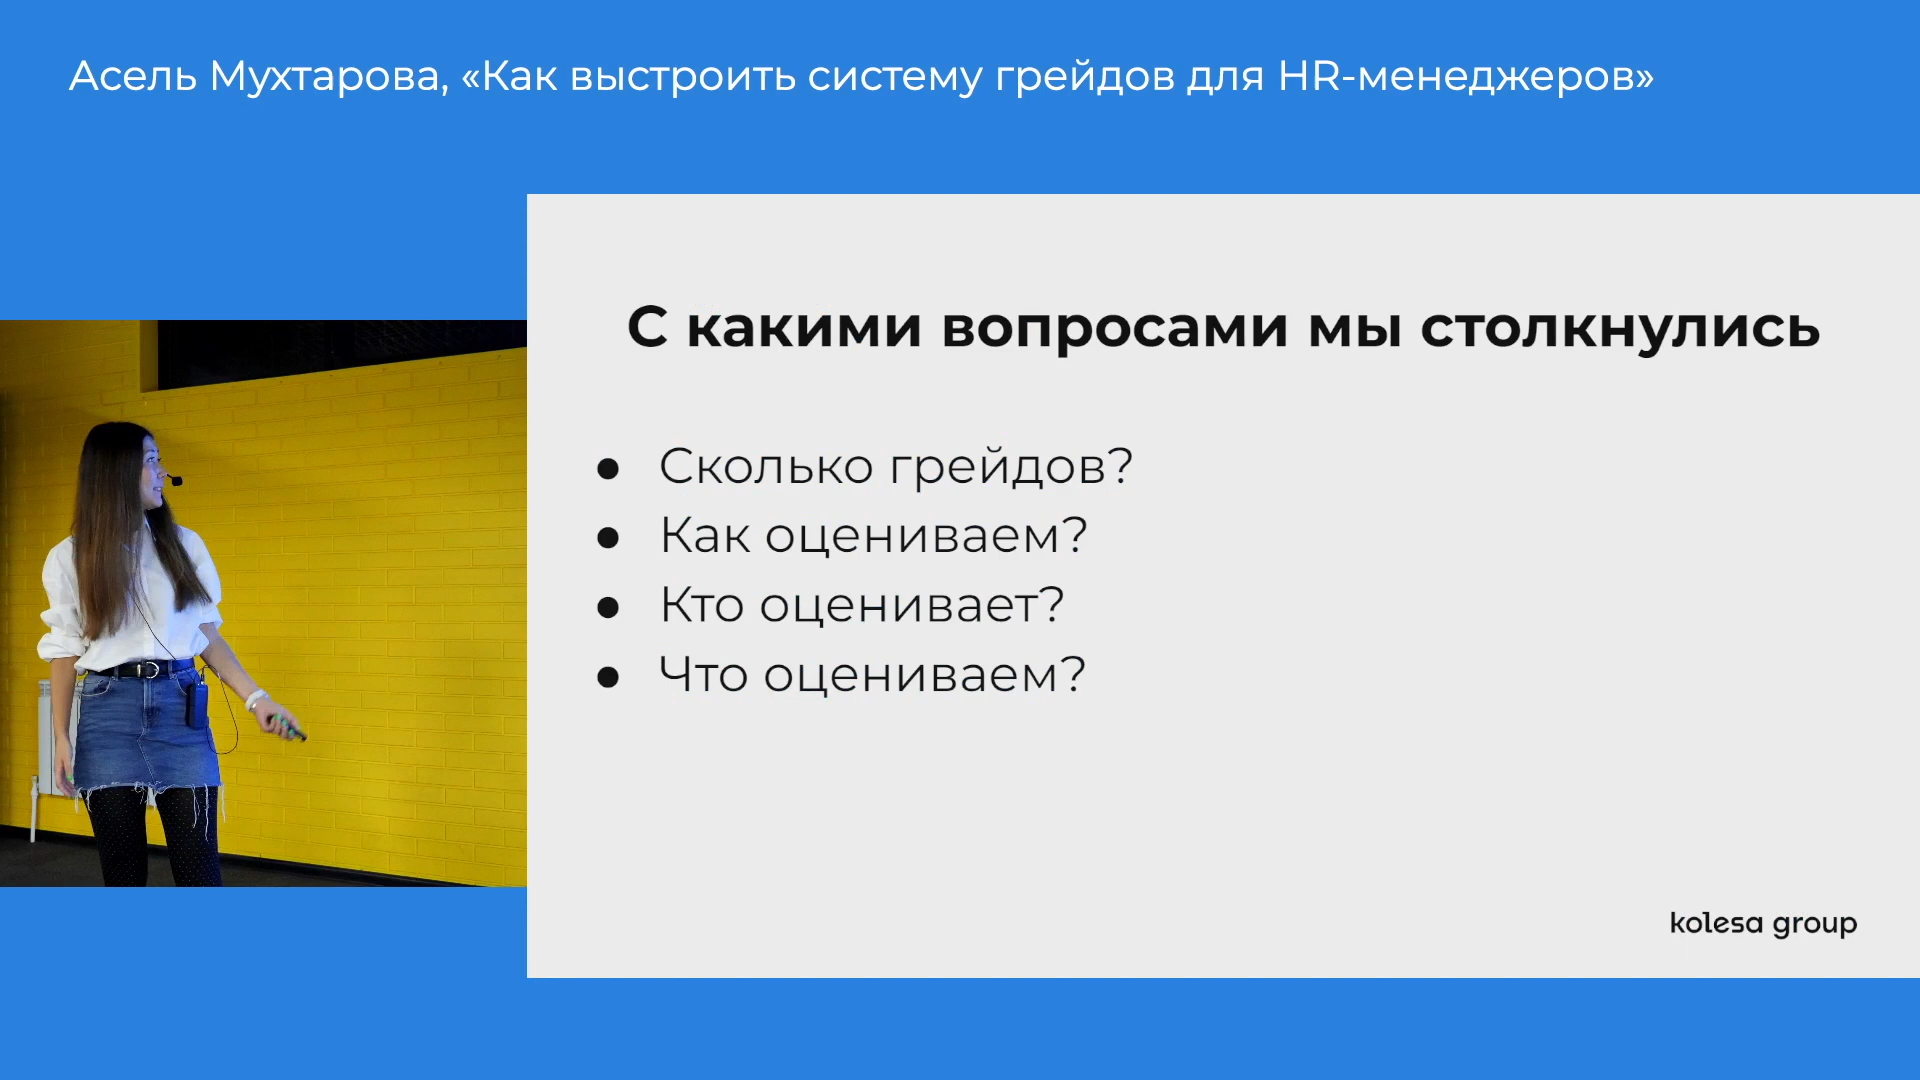 Асель Мухтарова, «Как выстроить систему грейдов для HR-менеджеров»
С какими вопросами мы столкнулись
● Сколько грейдов?
● Как оцениваем?
● Кто оценивает?
● Что оцениваем?
kolesa group